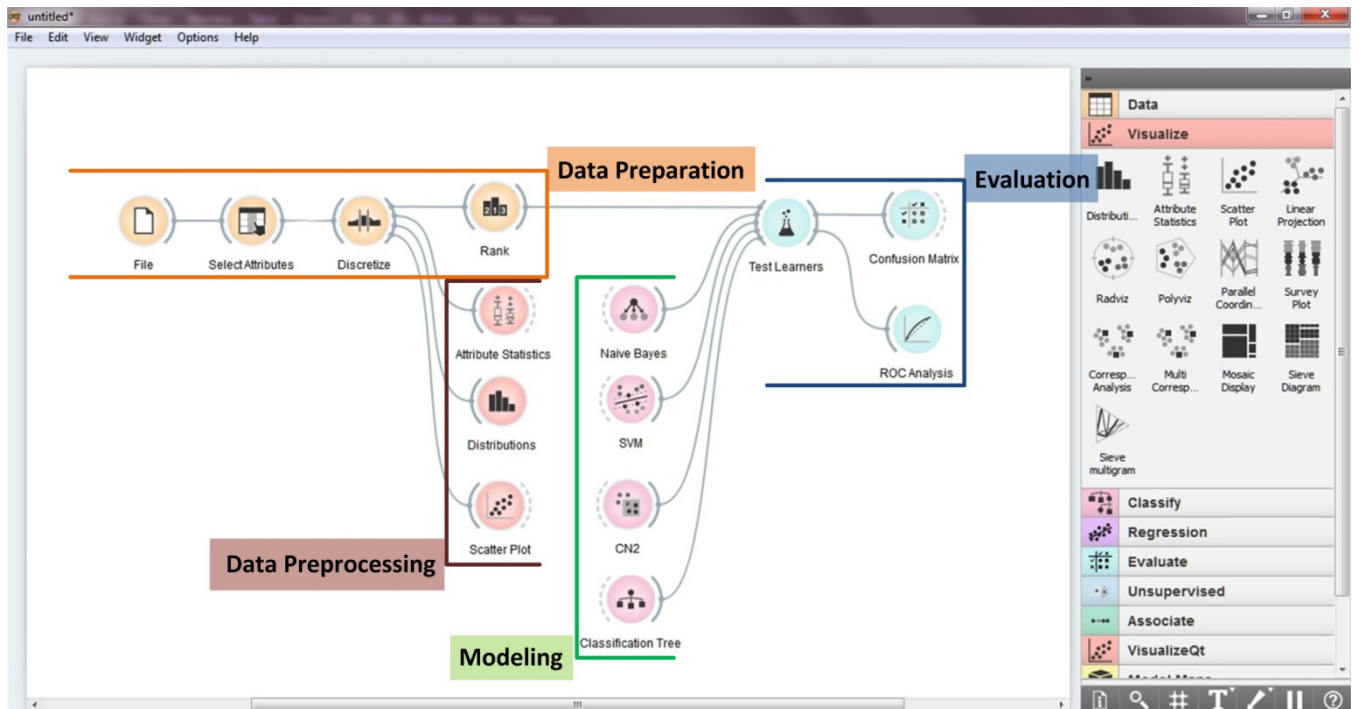 untitled*
File Edit View Widget Options Help
Data Preparation
Evaluation
File
Select Attributes
Discretize
Rank
Test Learners
Confusion Matrix
Attribute Statistics
Naive Bayes
ROC Analysis
Distributions
SVM
Scatter Plot
CN2
Data Preprocessing
Classification Tree
Modeling
Data
Visualize
Distributi...
Attribute
Statistics
Scatter
Plot
Linear
Projection
Radviz
Polyviz
Parallel
Coordin...
Survey
Plot
Corresp...
Analysis
Multi
Corresp...
Mosaic
Display
Sieve
Diagram
Sieve
multigram
Classify
Regression
Evaluate
Unsupervised
Associate
VisualizeQt